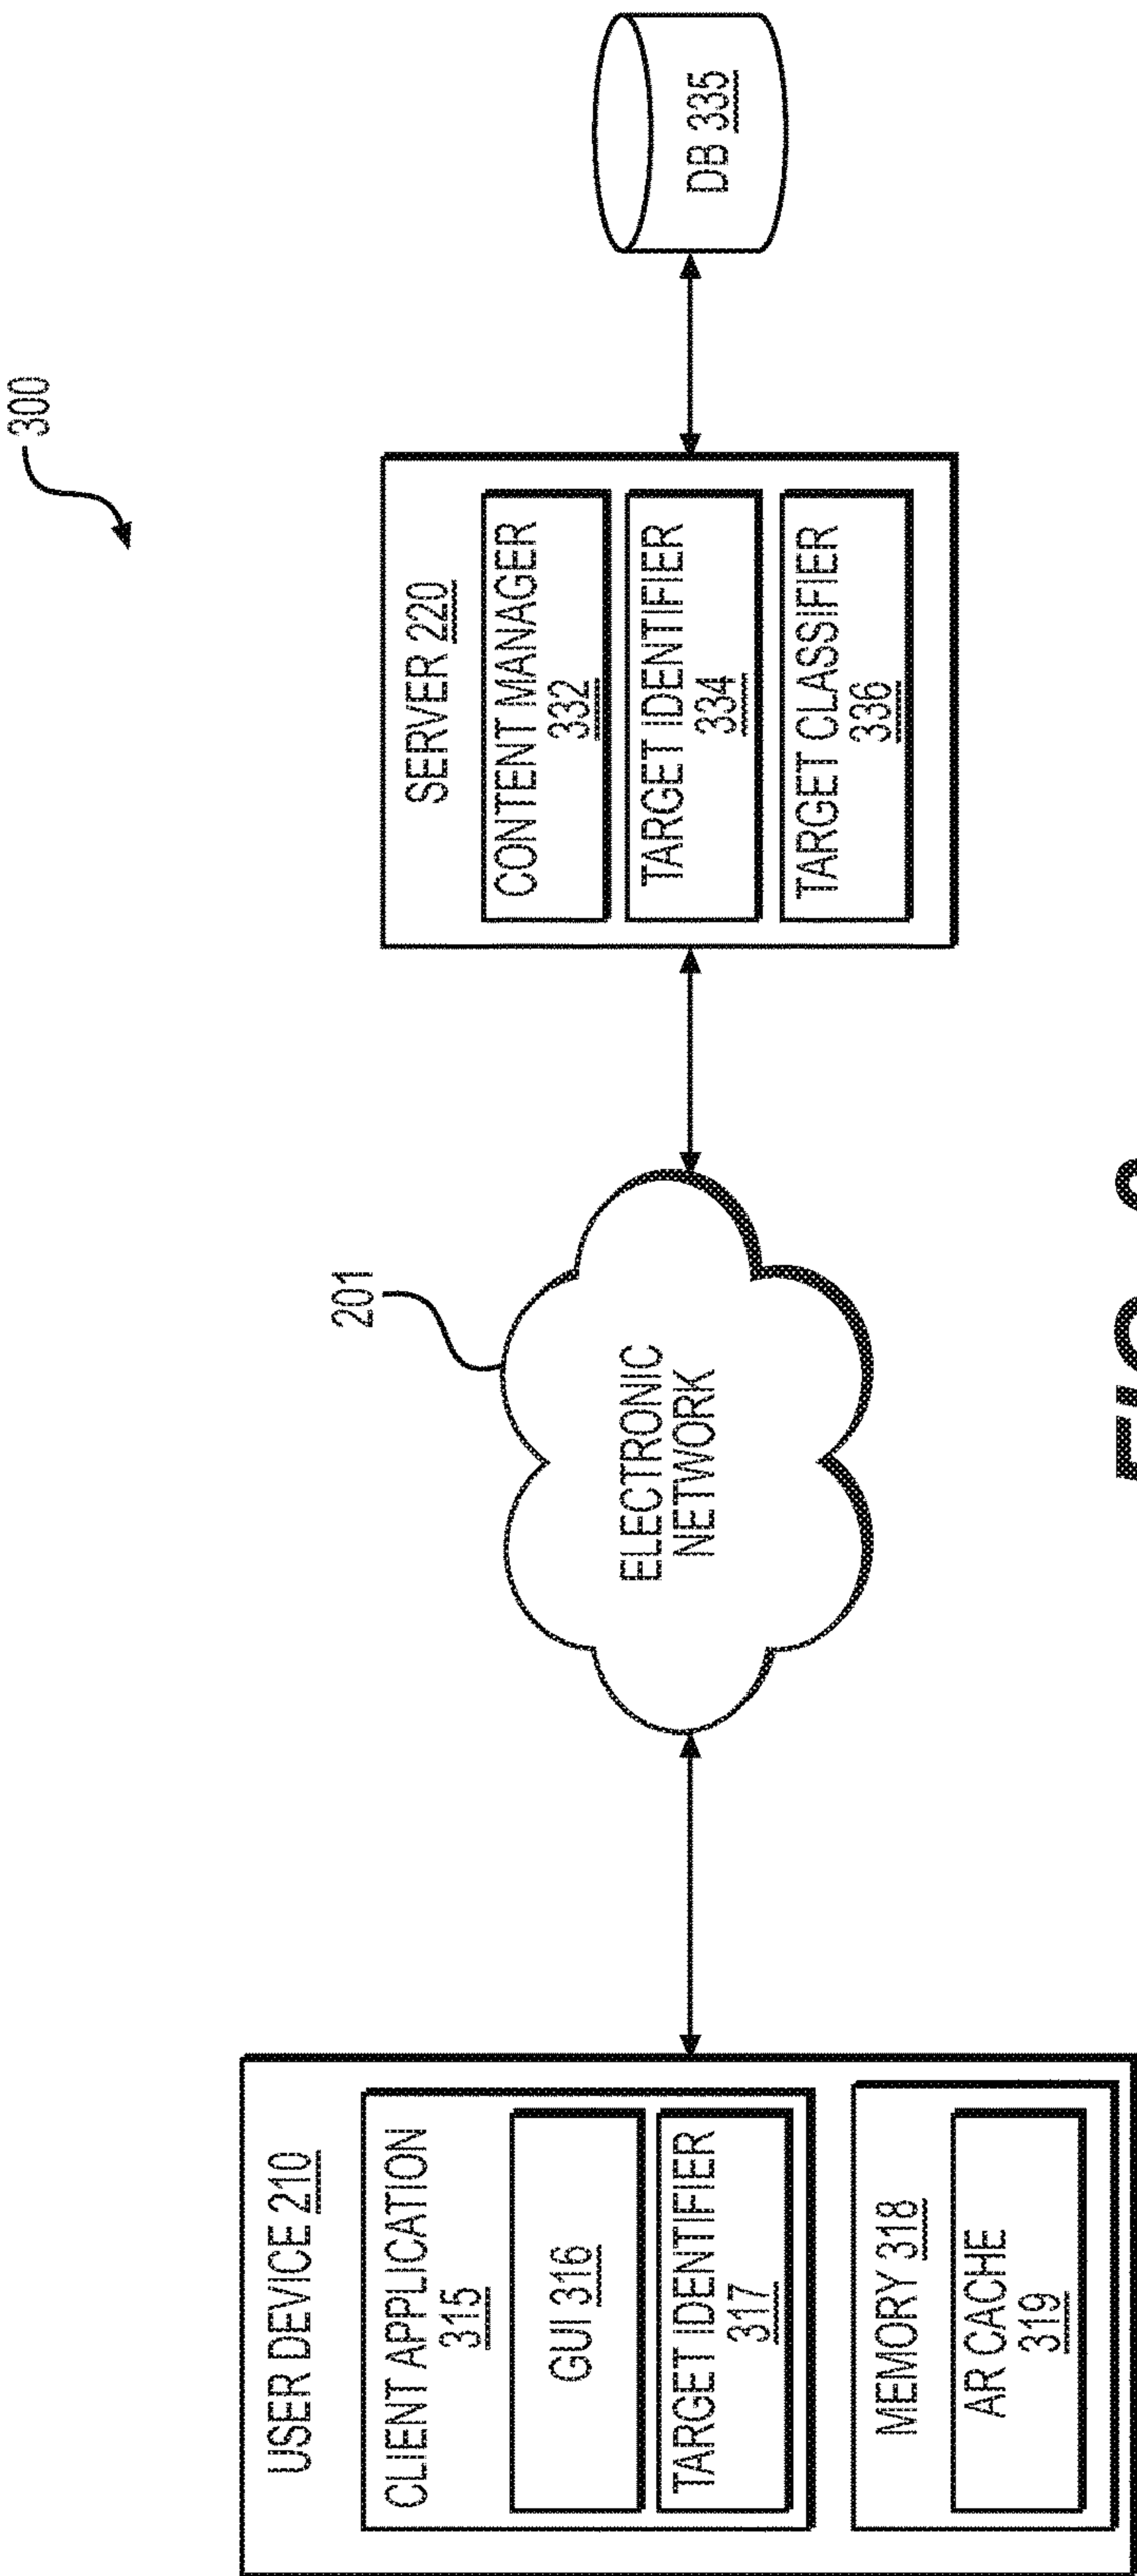 300
USER DEVICE 210
CLIENT APPLICATION
315
GUI 316
TARGET IDENTIFIER
317
MEMORY 318
AR CACHE
319
201
ELECTRONIC
NETWORK
SERVER 220
CONTENT MANAGER
332
TARGET IDENTIFIER
334
TARGET CLASSIFIER
336
DB 335